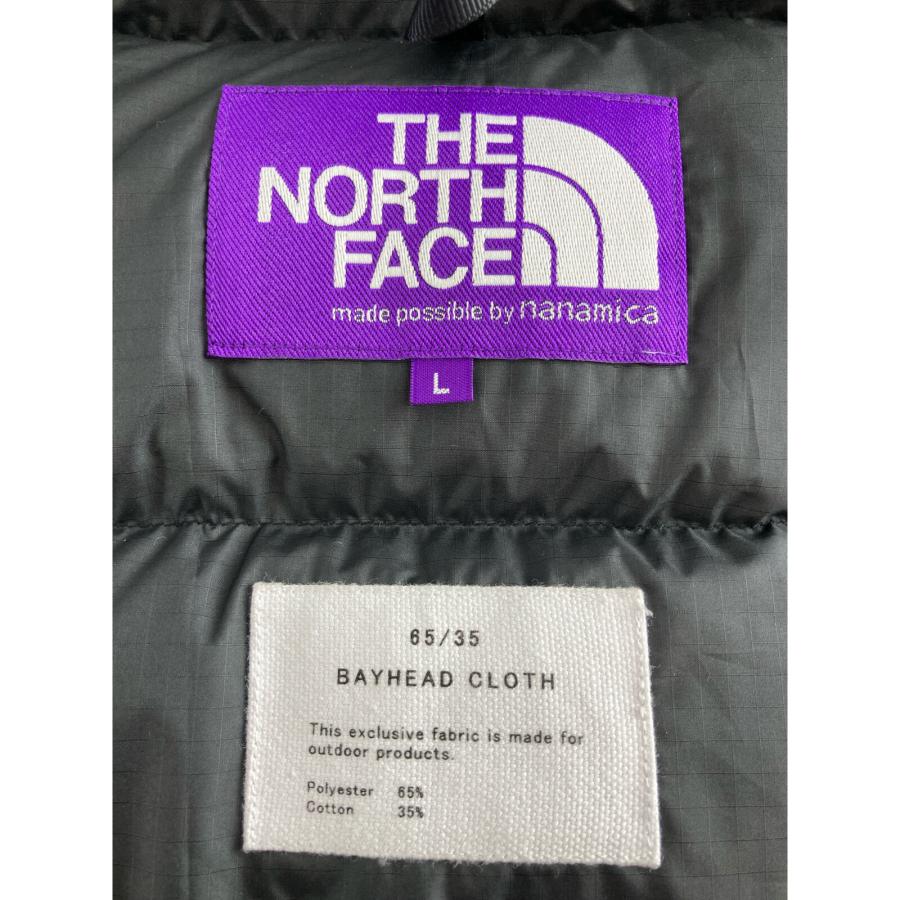 THE
NORTH
FACE
made possible by nanamica
L
65/35
BAYHEAD CLOTH
This exclusive fabric is made for
outdoor products.
Polyester 65%
Cotton 35%